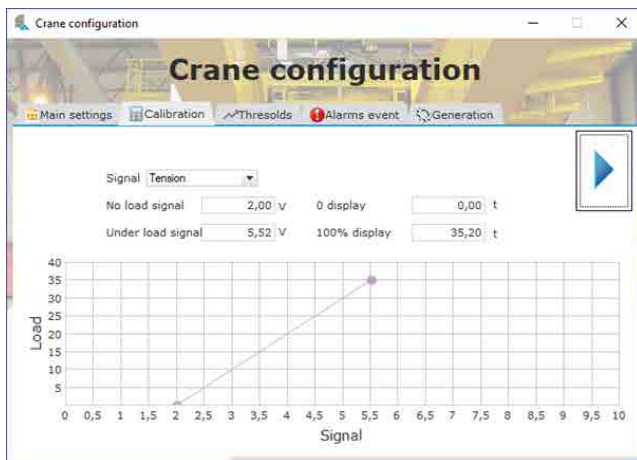 Crane configuration
Crane configuration
Main settings Calibration Thresolds Alarms event Generation
Signal Tension
No load signal 2,00 V 0 display 0,00 t
Under load signal 5,52 V 100% display 35,20 t
40
35
30
25
20
15
10
5
Load
0 0,5 1 1,5 2 2,5 3 3,5 4 4,5 5 5,5 6 6,5 7 7,5 8 8,5 9 9,5 10
Signal